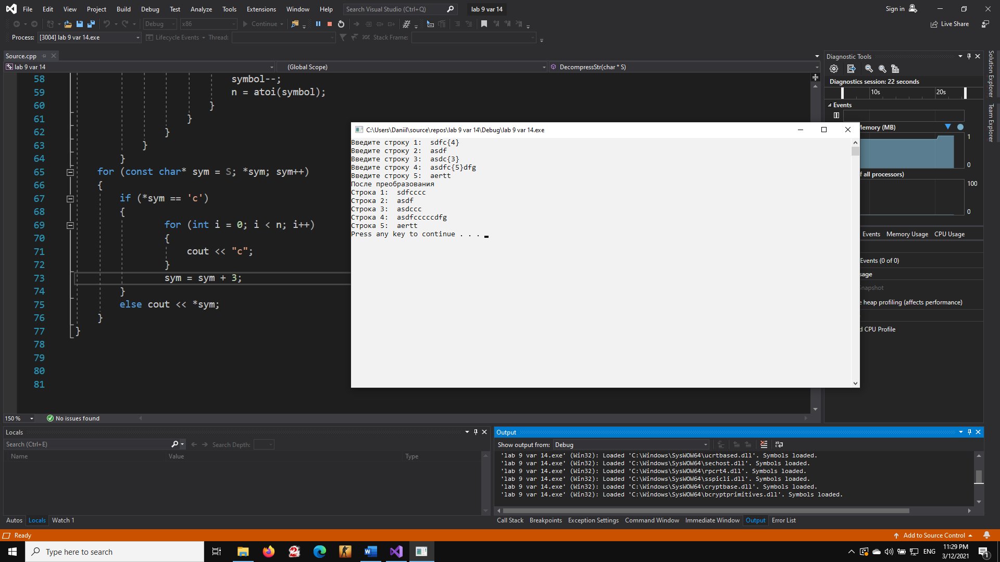 File Edit View Project Build Debug Test Analyze Tools Extensions Window Help Search Visual Studio (Ctrl+Q) lab 9 var 14 Sign in
Debug x86 Continue Live Share
Process: [3004] lab 9 var 14.exe Lifecycle Events Thread: Stack Frame:
Source.cpp
lab 9 var 14 (Global Scope) DecompressStr(char * S)
58 symbol--;
59 n = atoi(symbol);
60 }
61 }
62 }
63 }
64 }
65 for (const char* sym = S; *sym; sym++)
66 {
67 if (*sym == 'c')
68 {
69 for (int i = 0; i < n; i++)
70 {
71 cout << "c";
72 }
73 sym = sym + 3;
74 }
75 else cout << *sym;
76 }
77 }
78
79
80
81
150 % No issues found
C:\Users\Daniil\source\repos\lab 9 var 14\Debug\lab 9 var 14.exe
Введите строку 1: sdfc{4}
Введите строку 2: asdf
Введите строку 3: asdc{3}
Введите строку 4: asdfc{5}dfg
Введите строку 5: aertt
После преобразования
Строка 1: sdfcccc
Строка 2: asdf
Строка 3: asdccc
Строка 4: asdfcccccdfg
Строка 5: aertt
Press any key to continue . . .
Diagnostic Tools
Diagnostics session: 22 seconds
10s 20s
Events
Memory (MB)
1
0
f all processors)
100
0
Events Memory Usage CPU Usage
Events (0 of 0)
sage
Snapshot
e heap profiling (affects performance)
d CPU Profile
Solution Explorer
Team Explorer
Locals
Search (Ctrl+E) Search Depth:
Name Value Type
Autos Locals Watch 1
Output
Show output from: Debug
'lab 9 var 14.exe' (Win32): Loaded 'C:\Windows\SysWOW64\ucrtbased.dll'. Symbols loaded.
'lab 9 var 14.exe' (Win32): Loaded 'C:\Windows\SysWOW64\sechost.dll'. Symbols loaded.
'lab 9 var 14.exe' (Win32): Loaded 'C:\Windows\SysWOW64\rpcrt4.dll'. Symbols loaded.
'lab 9 var 14.exe' (Win32): Loaded 'C:\Windows\SysWOW64\sspicli.dll'. Symbols loaded.
'lab 9 var 14.exe' (Win32): Loaded 'C:\Windows\SysWOW64\cryptbase.dll'. Symbols loaded.
'lab 9 var 14.exe' (Win32): Loaded 'C:\Windows\SysWOW64\bcryptprimitives.dll'. Symbols loaded.
Call Stack Breakpoints Exception Settings Command Window Immediate Window Output Error List
Ready Add to Source Control
Type here to search
ENG
11:29 PM
3/12/2021
1